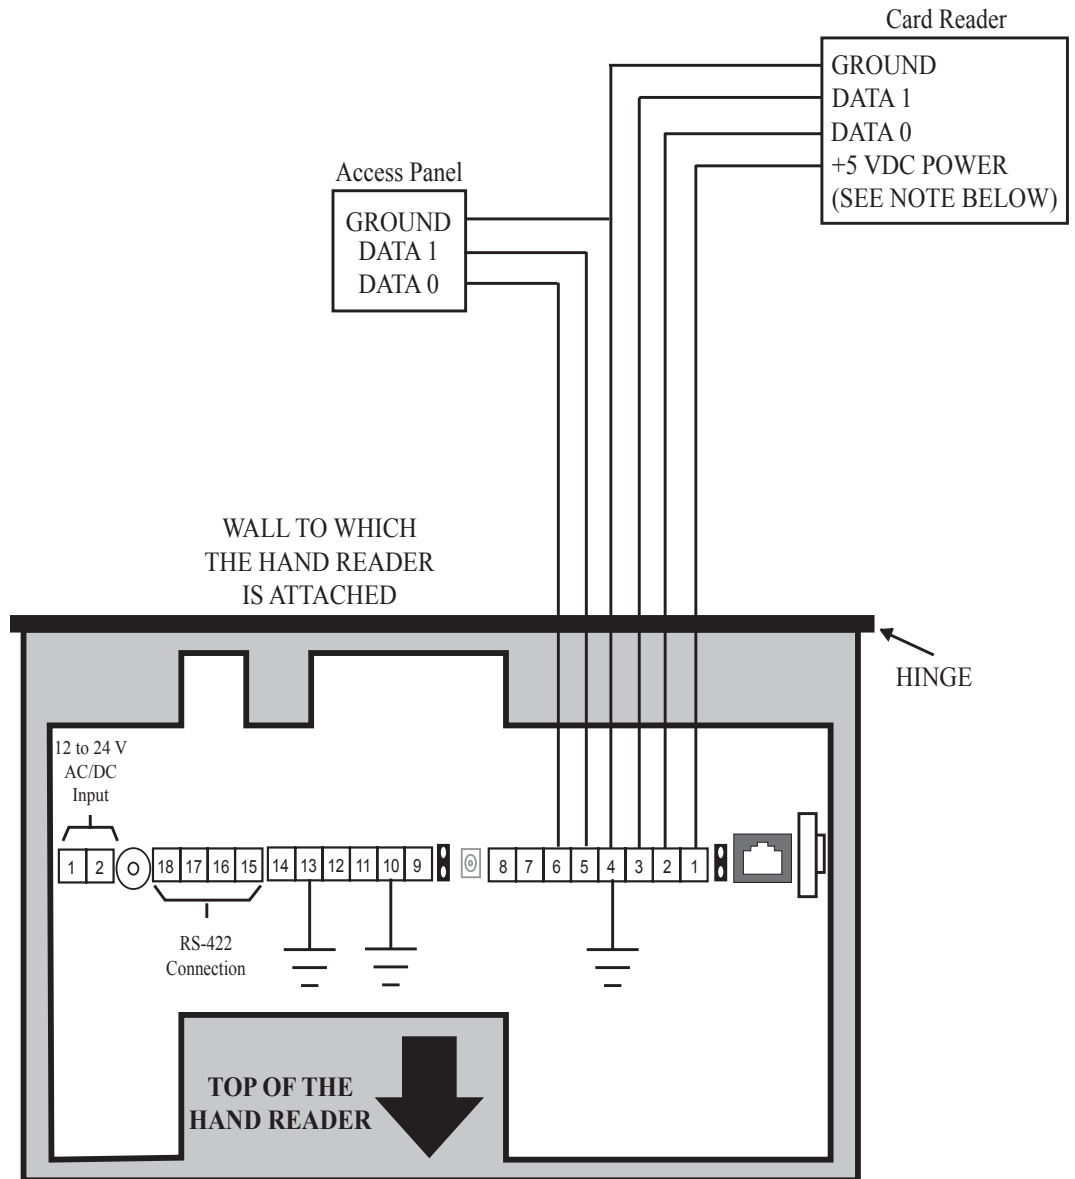 Card Reader
GROUND
DATA 1
DATA 0
+5 VDC POWER
(SEE NOTE BELOW)
Access Panel
GROUND
DATA 1
DATA 0
WALL TO WHICH
THE HAND READER
IS ATTACHED
HINGE
12 to 24 V
AC/DC
Input
1 2 18 17 16 15 14 13 12 11 10 9 8 7 6 5 4 3 2 1
RS-422
Connection
TOP OF THE
HAND READER